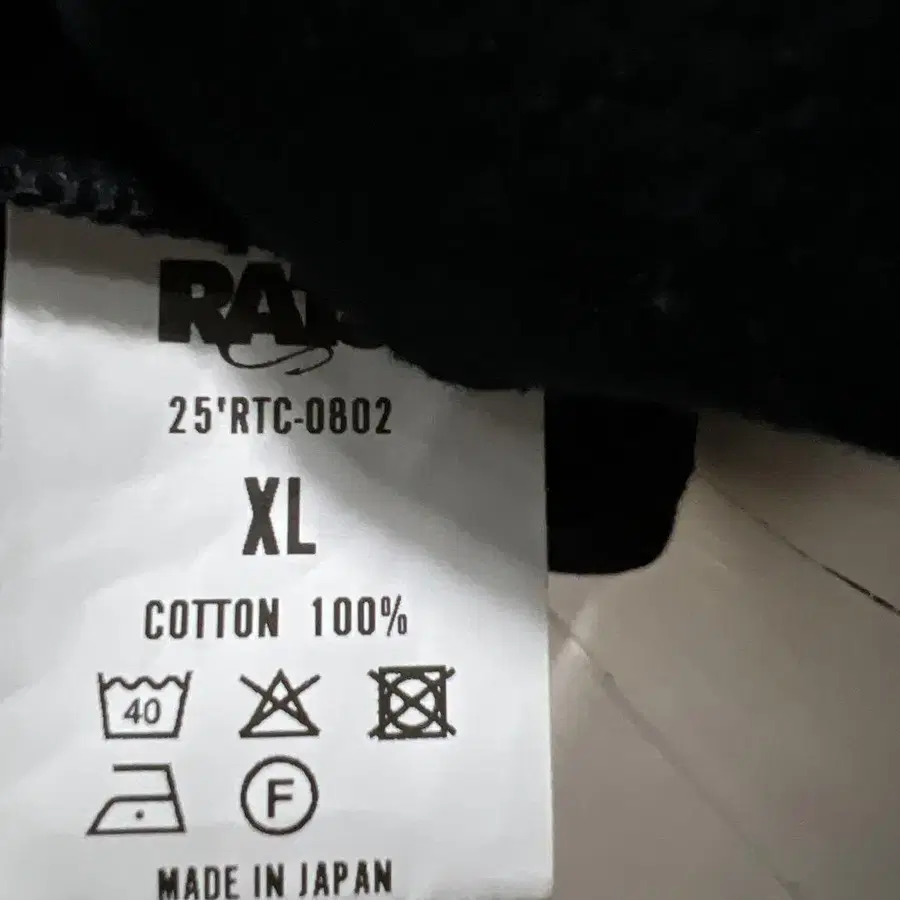 25'RTC-0802
XL
COTTON 100%
40
F
MADE IN JAPAN